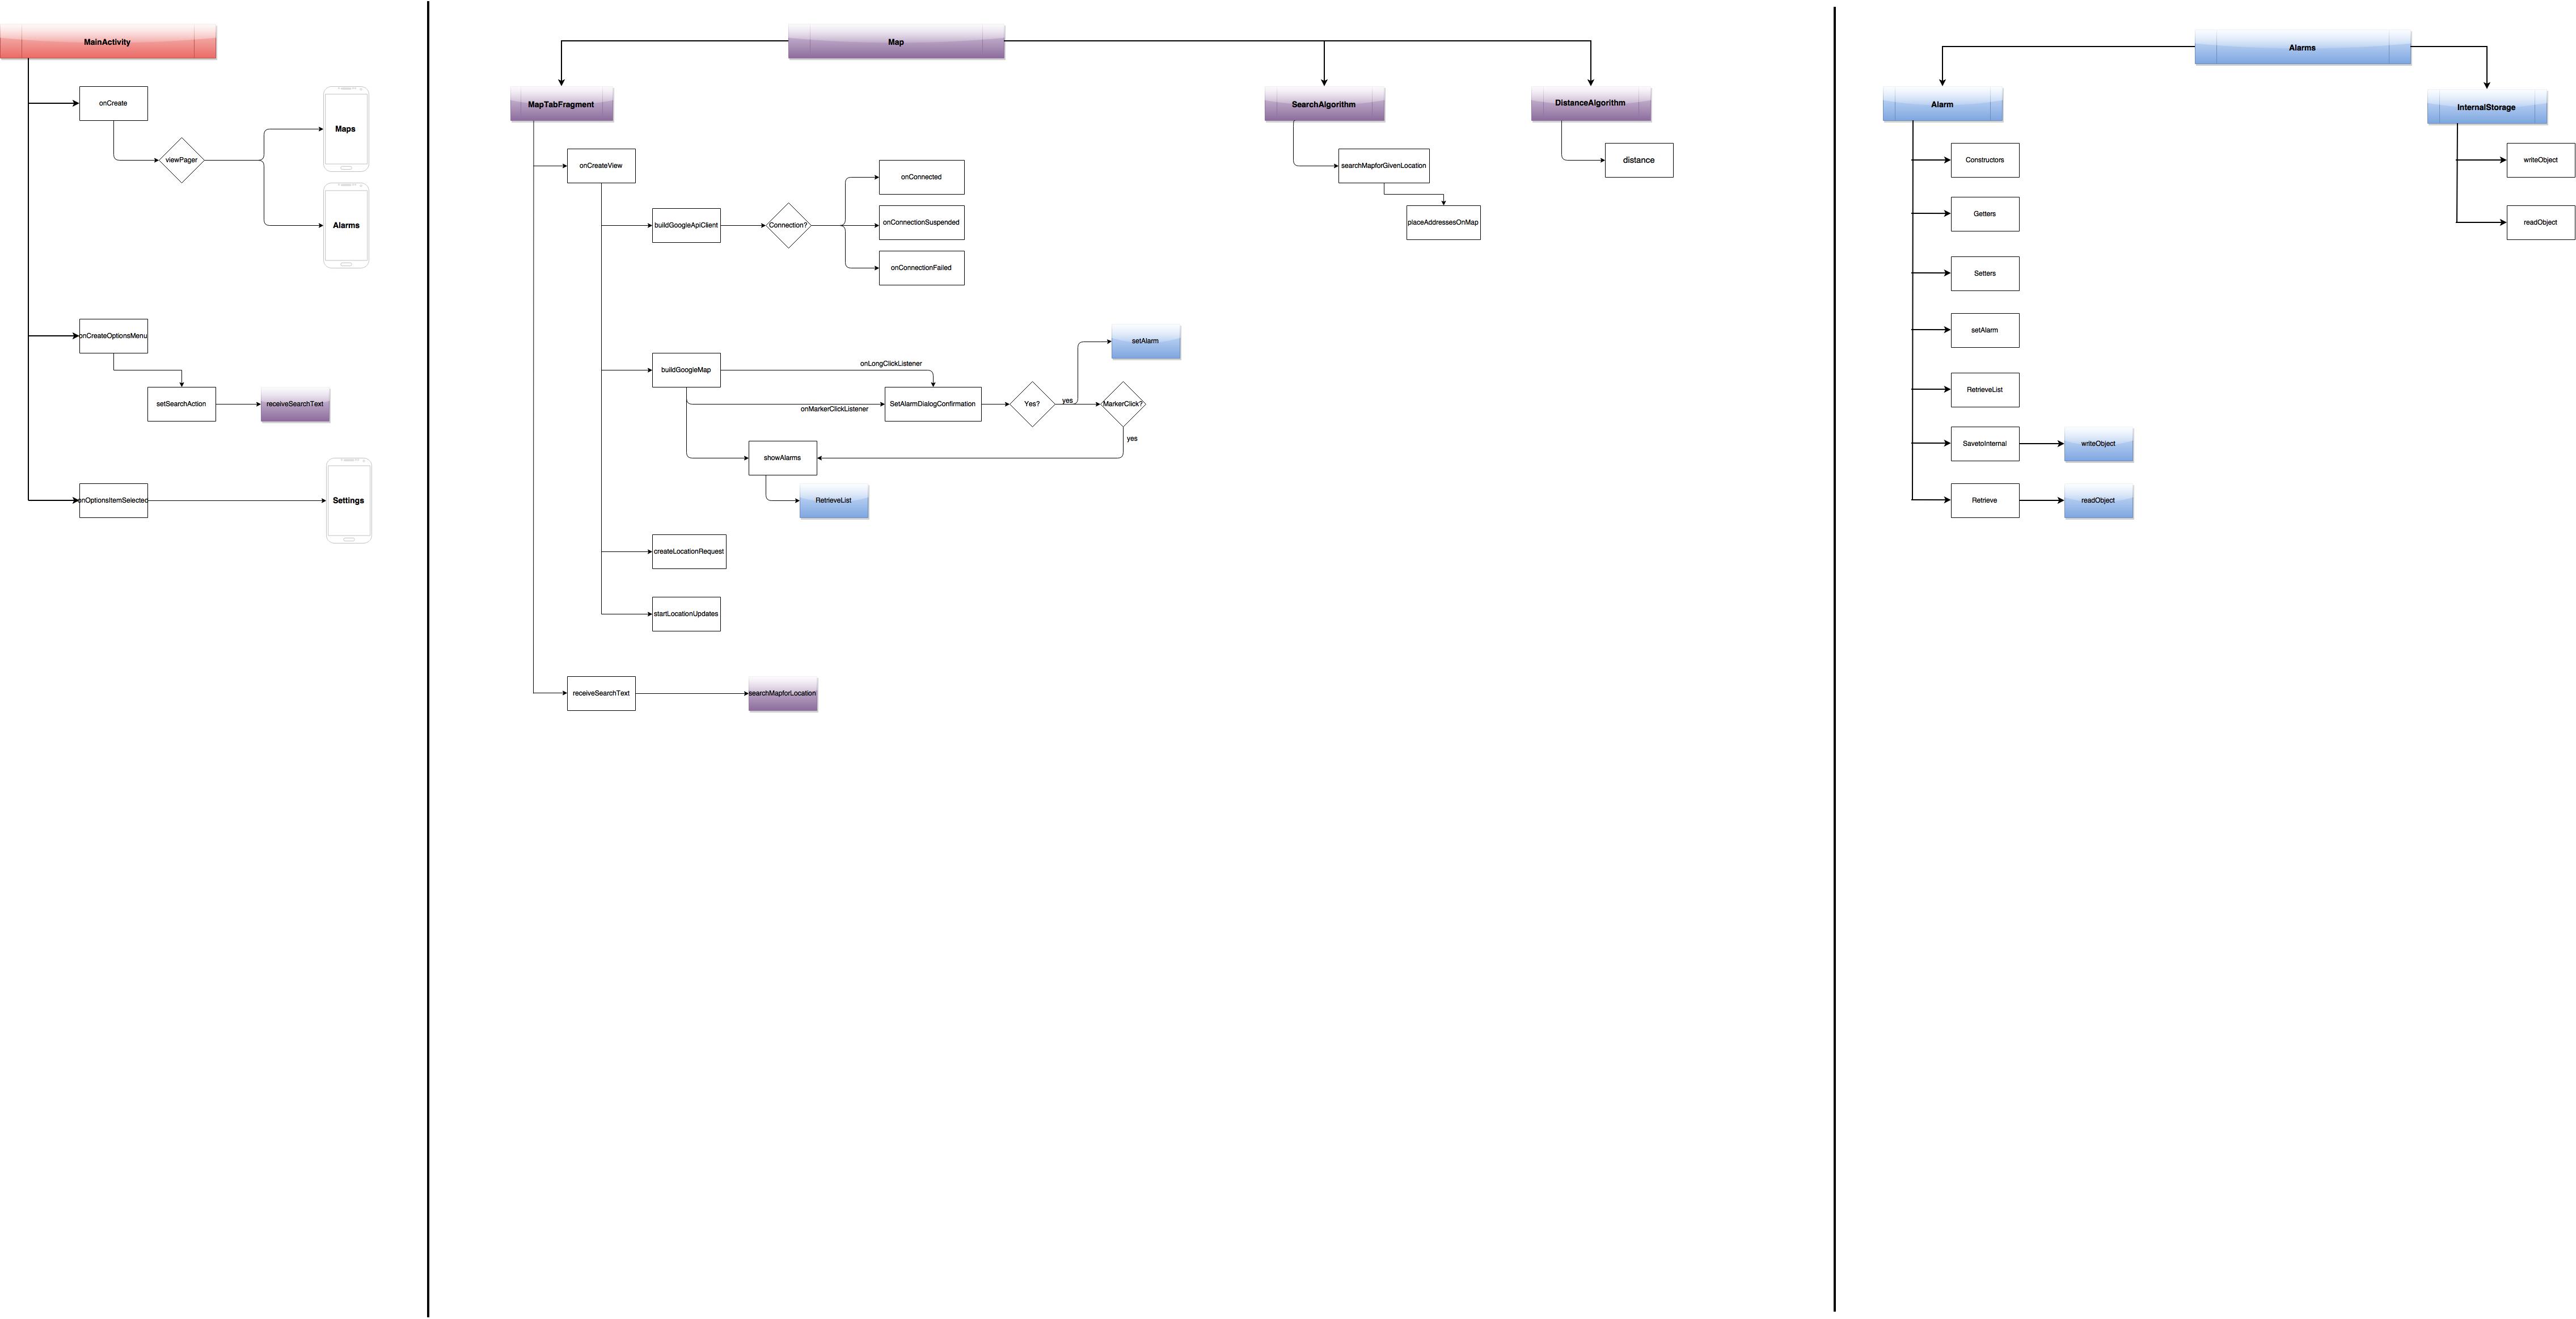 MainActivity
onCreate
viewPager
Maps
Alarms
onCreateOptionsMenu
setSearchAction
receiveSearchText
onOptionsItemSelected
Settings
Map
MapTabFragment
SearchAlgorithm
DistanceAlgorithm
onCreateView
buildGoogleApiClient
Connection?
onConnected
onConnectionSuspended
onConnectionFailed
searchMapforGivenLocation
placeAddressesOnMap
distance
buildGoogleMap
onLongClickListener
onMarkerClickListener
SetAlarmDialogConfirmation
Yes?
yes
setAlarm
MarkerClick?
yes
showAlarms
RetrieveList
createLocationRequest
startLocationUpdates
receiveSearchText
searchMapforLocation
Alarms
Alarm
InternalStorage
Constructors
Getters
Setters
setAlarm
RetrieveList
SavetoInternal
writeObject
Retrieve
readObject
writeObject
readObject